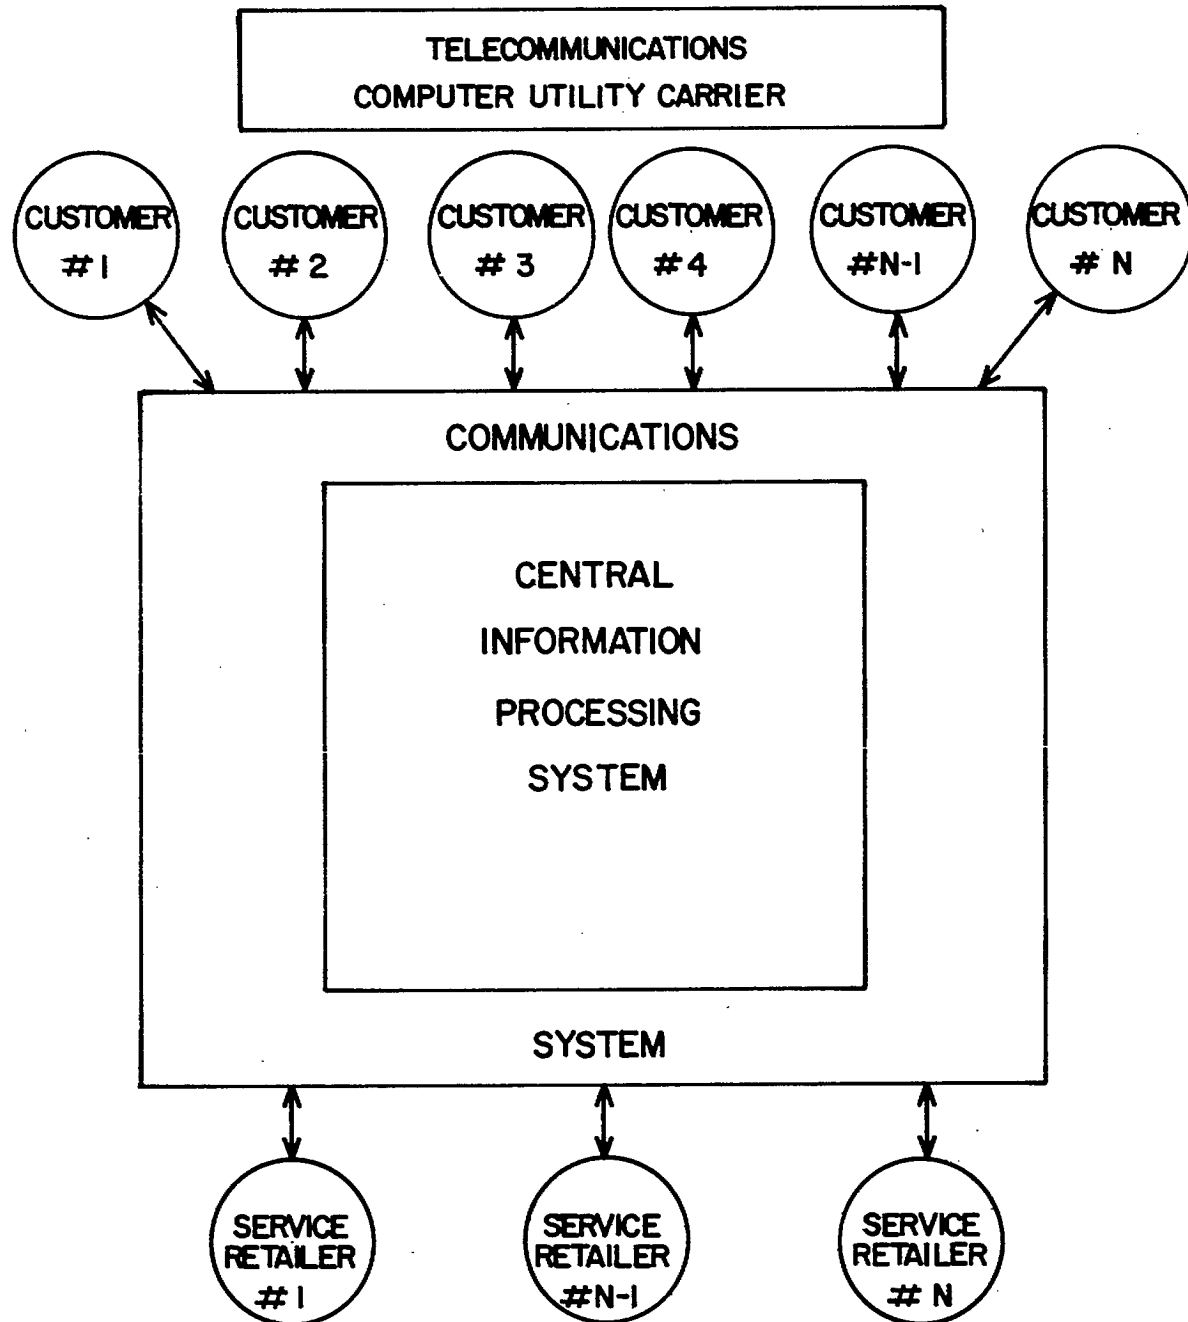 TELECOMMUNICATIONS
COMPUTER UTILITY CARRIER
CUSTOMER
#1
CUSTOMER
#2
CUSTOMER
#3
CUSTOMER
#4
CUSTOMER
#N-1
CUSTOMER
#N
COMMUNICATIONS
CENTRAL
INFORMATION
PROCESSING
SYSTEM
SYSTEM
SERVICE
RETAILER
#1
SERVICE
RETAILER
#N-1
SERVICE
RETAILER
#N